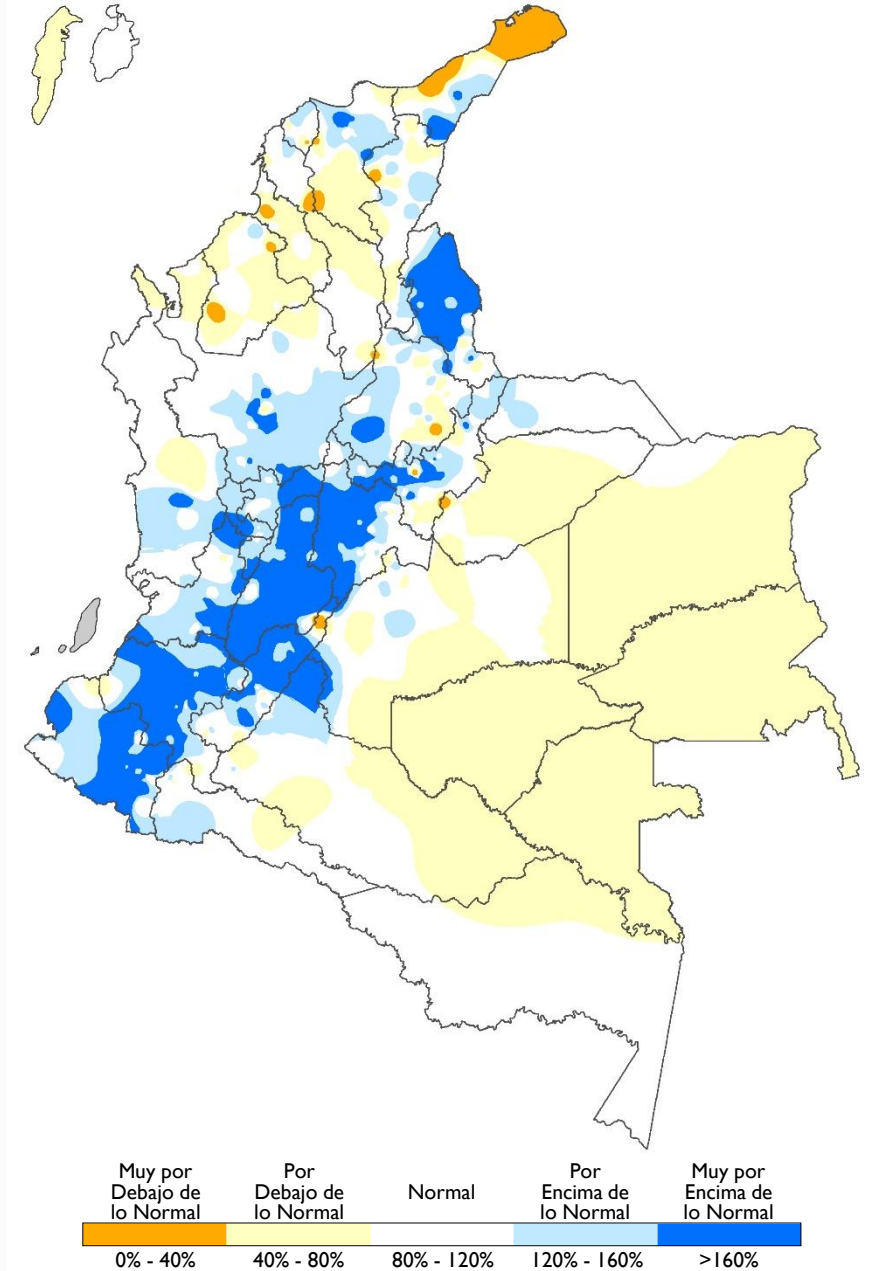 Muy por
Debajo de
lo Normal
Por
Debajo de
lo Normal
Normal
Por
Encima de
lo Normal
Muy por
Encima de
lo Normal
0% - 40%
40% - 80%
80% - 120%
120% - 160%
>160%